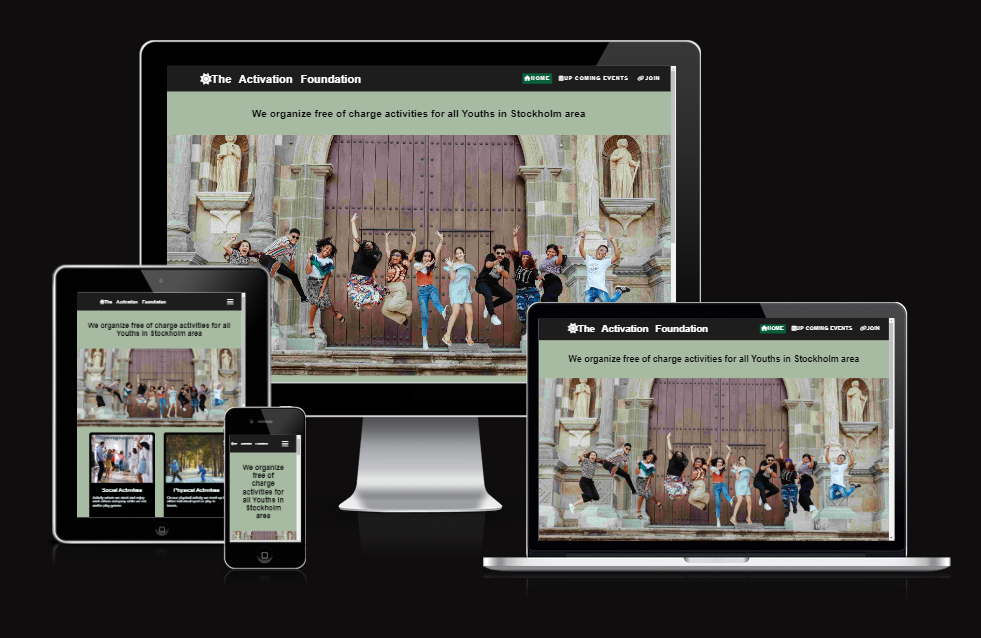 The Activation Foundation
HOME UP COMING EVENTS JOIN
We organize free of charge activities for all Youths in Stockholm area
The Activation Foundation
We organize free of charge activities for all
Youths in Stockholm area
Social Activities
Physical Activities
We organize
free of
charge
activities for
all Youths in
Stockholm
area
The Activation Foundation
HOME UP COMING EVENTS JOIN
We organize free of charge activities for all Youths in Stockholm area